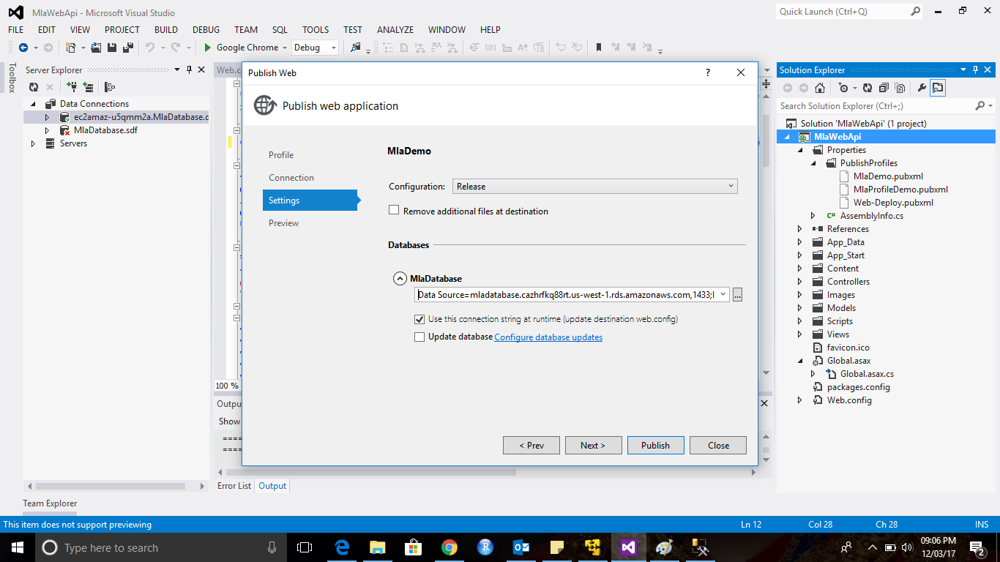 MlaWebApi - Microsoft Visual Studio
Quick Launch (Ctrl+Q)
FILE EDIT VIEW PROJECT BUILD DEBUG TEAM SQL TOOLS TEST ANALYZE WINDOW HELP
Google Chrome Debug
Toolbox
Server Explorer
Data Connections
ec2amaz-u5qmm2a.MlaDatabase.d
MlaDatabase.sdf
Servers
Web.c
Publish Web
?
Publish web application
Profile
Connection
Settings
Preview
MlaDemo
Configuration: Release
Remove additional files at destination
Databases
MlaDatabase
Data Source=mladatabase.cazhrfkq88rt.us-west-1.rds.amazonaws.com,1433;I
...
Use this connection string at runtime (update destination web.config)
Update database Configure database updates
< Prev Next > Publish Close
100 %
Outpu
Show
====
====
Error List Output
Solution Explorer
Search Solution Explorer (Ctrl+;)
Solution 'MlaWebApi' (1 project)
MlaWebApi
Properties
PublishProfiles
MlaDemo.pubxml
MlaProfileDemo.pubxml
Web-Deploy.pubxml
C# AssemblyInfo.cs
References
App_Data
App_Start
Content
Controllers
Images
Models
Scripts
Views
favicon.ico
Global.asax
Global.asax.cs
packages.config
Web.config
Team Explorer
This item does not support previewing Ln 12 Col 28 Ch 28 INS
Type here to search
R
09:06 PM
12/03/17
2